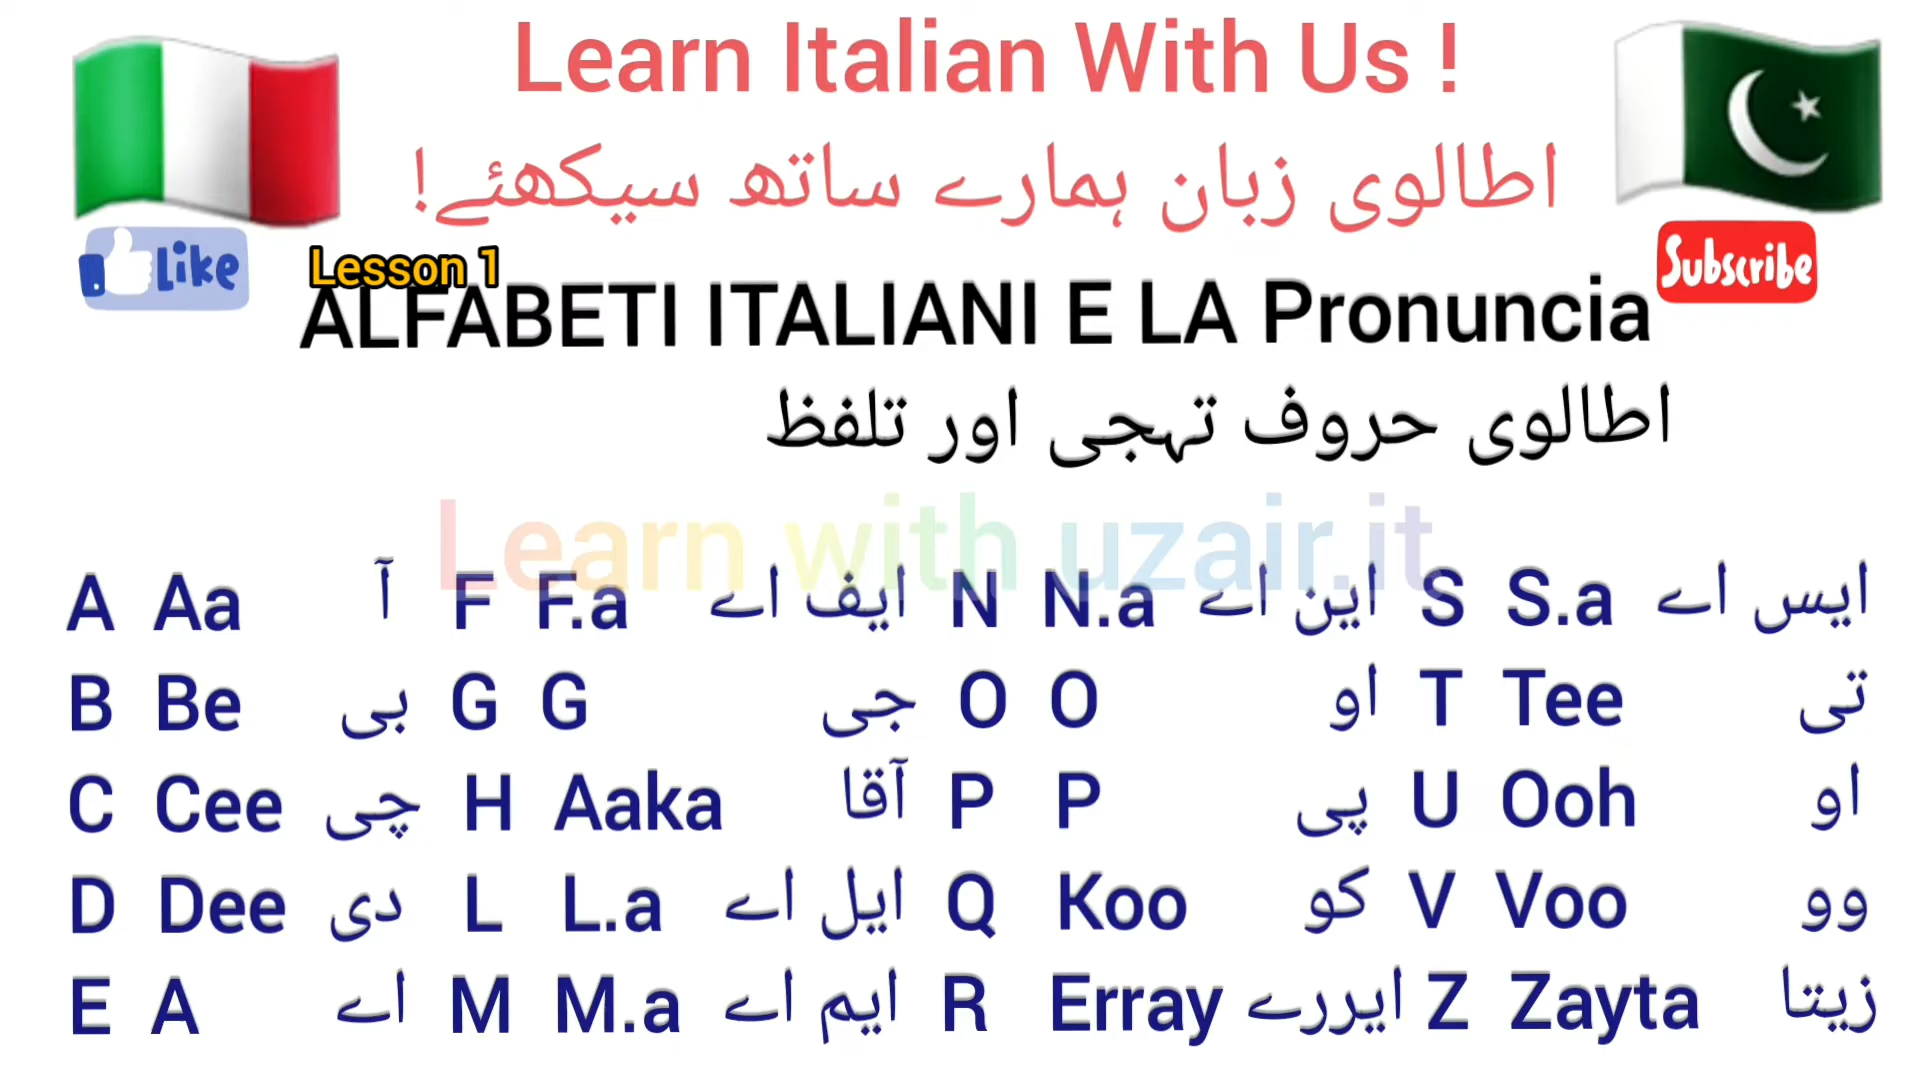 Learn Italian With Us !
اطالوی زبان ہمارے ساتھ سیکھئے!
Like
Subscribe
Lesson 1
ALFABETI ITALIANI E LA Pronuncia
اطالوی حروف تہجی اور تلفظ
Learn with uzair.it
A Aa آ F F.a ایف اے N N.a این اے S S.a ایس اے
B Be بی G G جی O O او T Tee تی
C Cee چی H Aaka آقا P P پی U Ooh او
D Dee دی L L.a ایل اے Q Koo کو V Voo وو
E A اے M M.a ایم اے R Erray ایررے Z Zayta زیتا